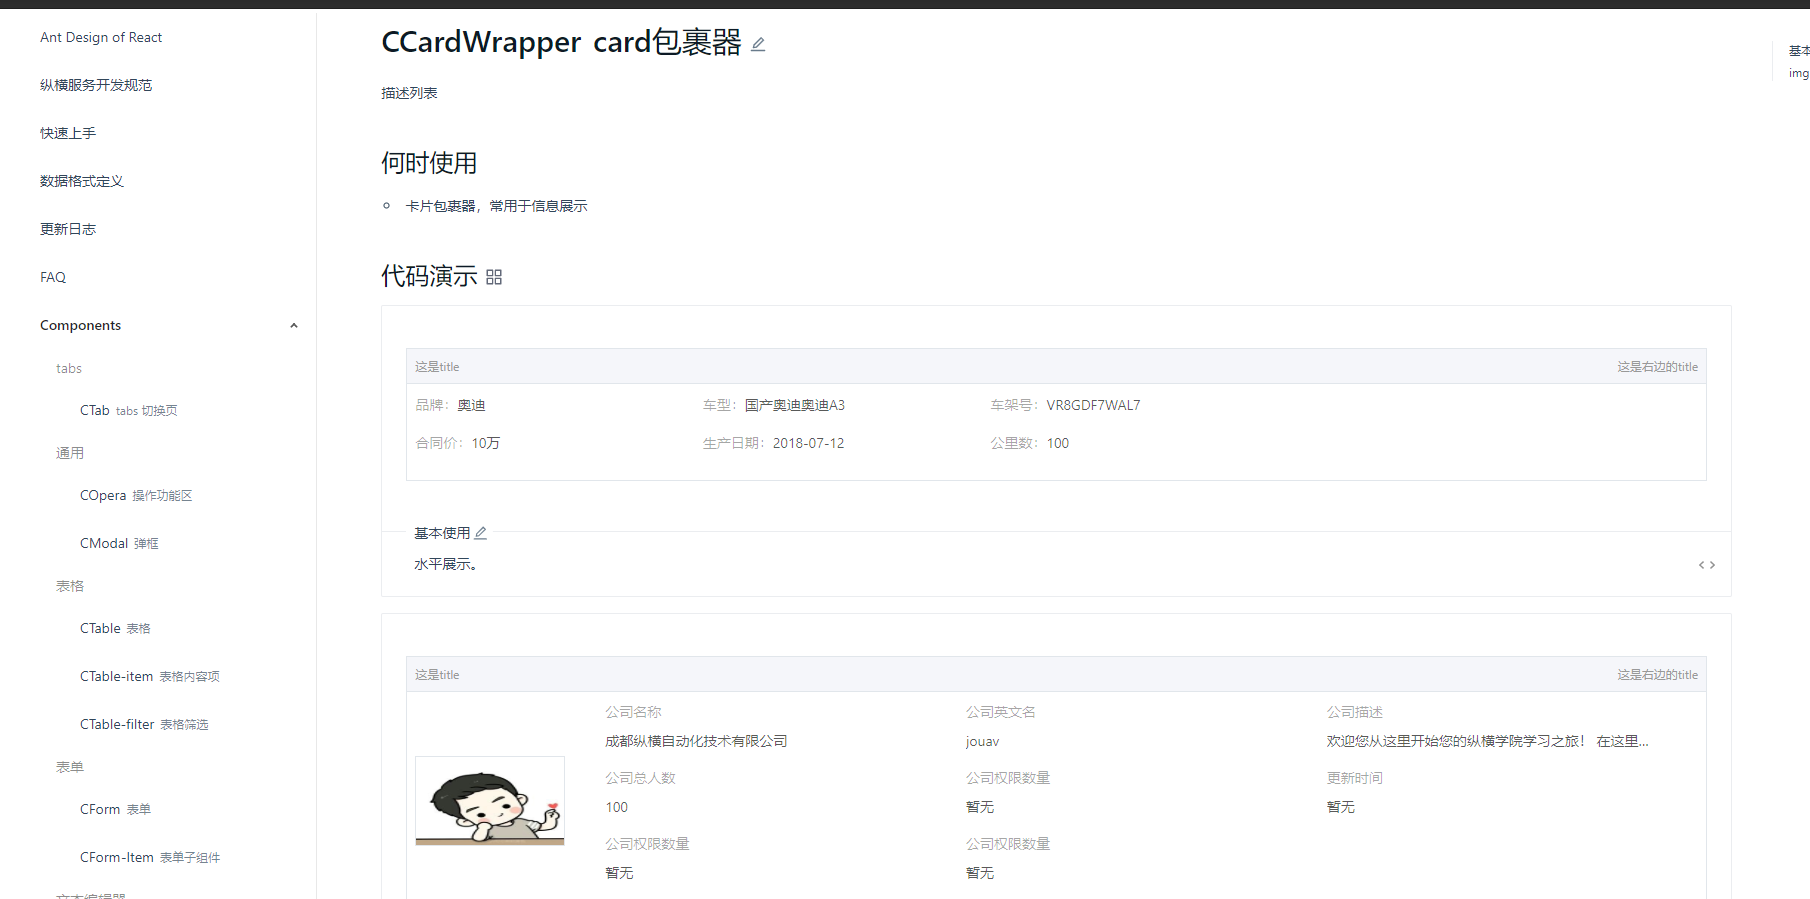 Ant Design of React
纵横服务开发规范
快速上手
数据格式定义
更新日志
FAQ
Components
tabs
CTab tabs 切换页
通用
COpera 操作功能区
CModal 弹框
表格
CTable 表格
CTable-item 表格内容项
CTable-filter 表格筛选
表单
CForm 表单
CForm-Item 表单子组件
文本编辑器
CCardWrapper card包裹器
描述列表
何时使用
卡片包裹器，常用于信息展示
代码演示
这是title 这是右边的title
品牌： 奥迪 车型： 国产奥迪奥迪A3 车架号： VR8GDF7WAL7
合同价： 10万 生产日期： 2018-07-12 公里数： 100
基本使用
水平展示。
这是title 这是右边的title
公司名称 公司英文名 公司描述
成都纵横自动化技术有限公司 jouav 欢迎您从这里开始您的纵横学院学习之旅！ 在这里...
公司总人数 公司权限数量 更新时间
100 暂无 暂无
公司权限数量 公司权限数量
暂无 暂无
基本
img